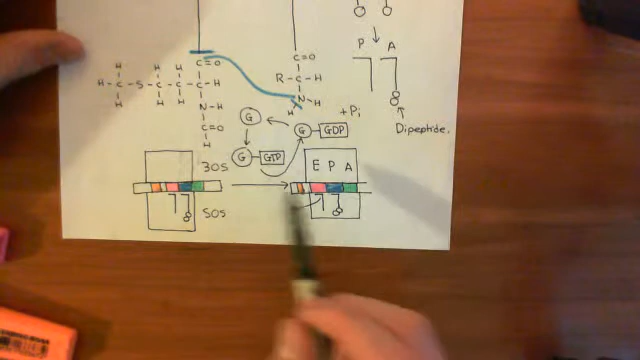 P A
C=O
H H H
H-C-S-C-C-C-H
H H H
N-H
C=O
H
C=O
R-C-H
N-H
H
+Pi
Dipeptide.
G
G GDP
G GTP
30S
E P A
50s